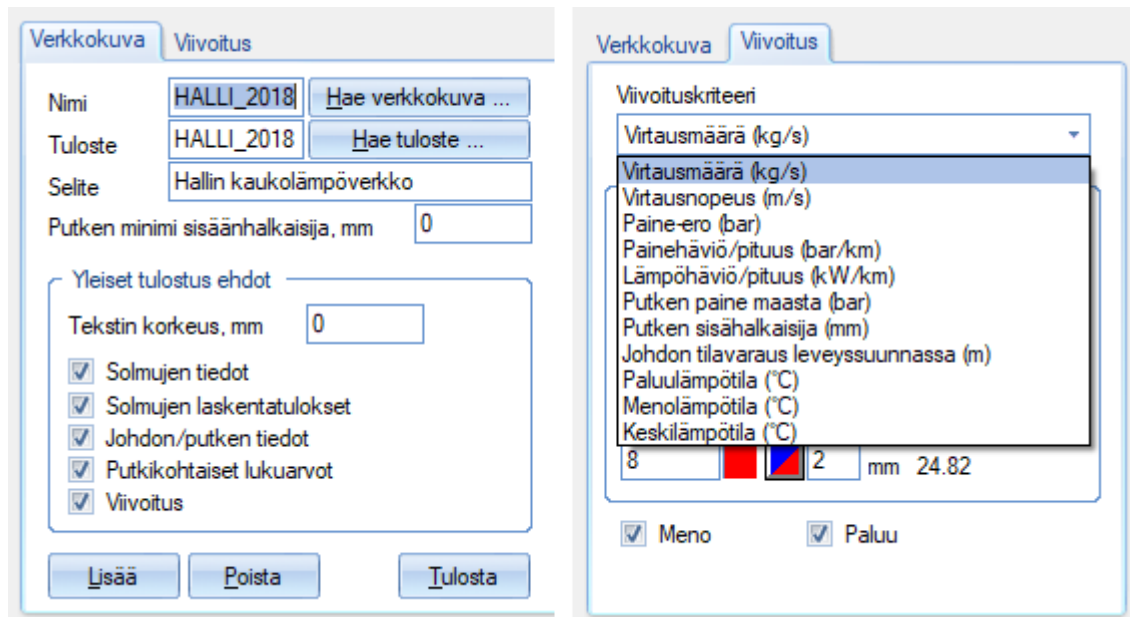 Verkkokuva Viivoitus
Nimi HALLI_2018 Hae verkkokuva ...
Tuloste HALLI_2018 Hae tuloste ...
Selite Hallin kaukolämpöverkko
Putken minimi sisäänhalkaisija, mm 0
Yleiset tulostus ehdot
Tekstin korkeus, mm 0
Solmujen tiedot
Solmujen laskentatulokset
Johdon/putken tiedot
Putkikohtaiset lukuarvot
Viivoitus
Lisää Poista Tulosta
Verkkokuva Viivoitus
Viivoituskriteeri
Virtausmäärä (kg/s)
Virtausmäärä (kg/s)
Virtausnopeus (m/s)
Paine-ero (bar)
Painehäviö/pituus (bar/km)
Lämpöhäviö/pituus (kW/km)
Putken paine maasta (bar)
Putken sisähalkaisija (mm)
Johdon tilavaraus leveyssuunnassa (m)
Paluulämpötila (°C)
Menolämpötila (°C)
Keskilämpötila (°C)
8 2 mm 24.82
Meno Paluu